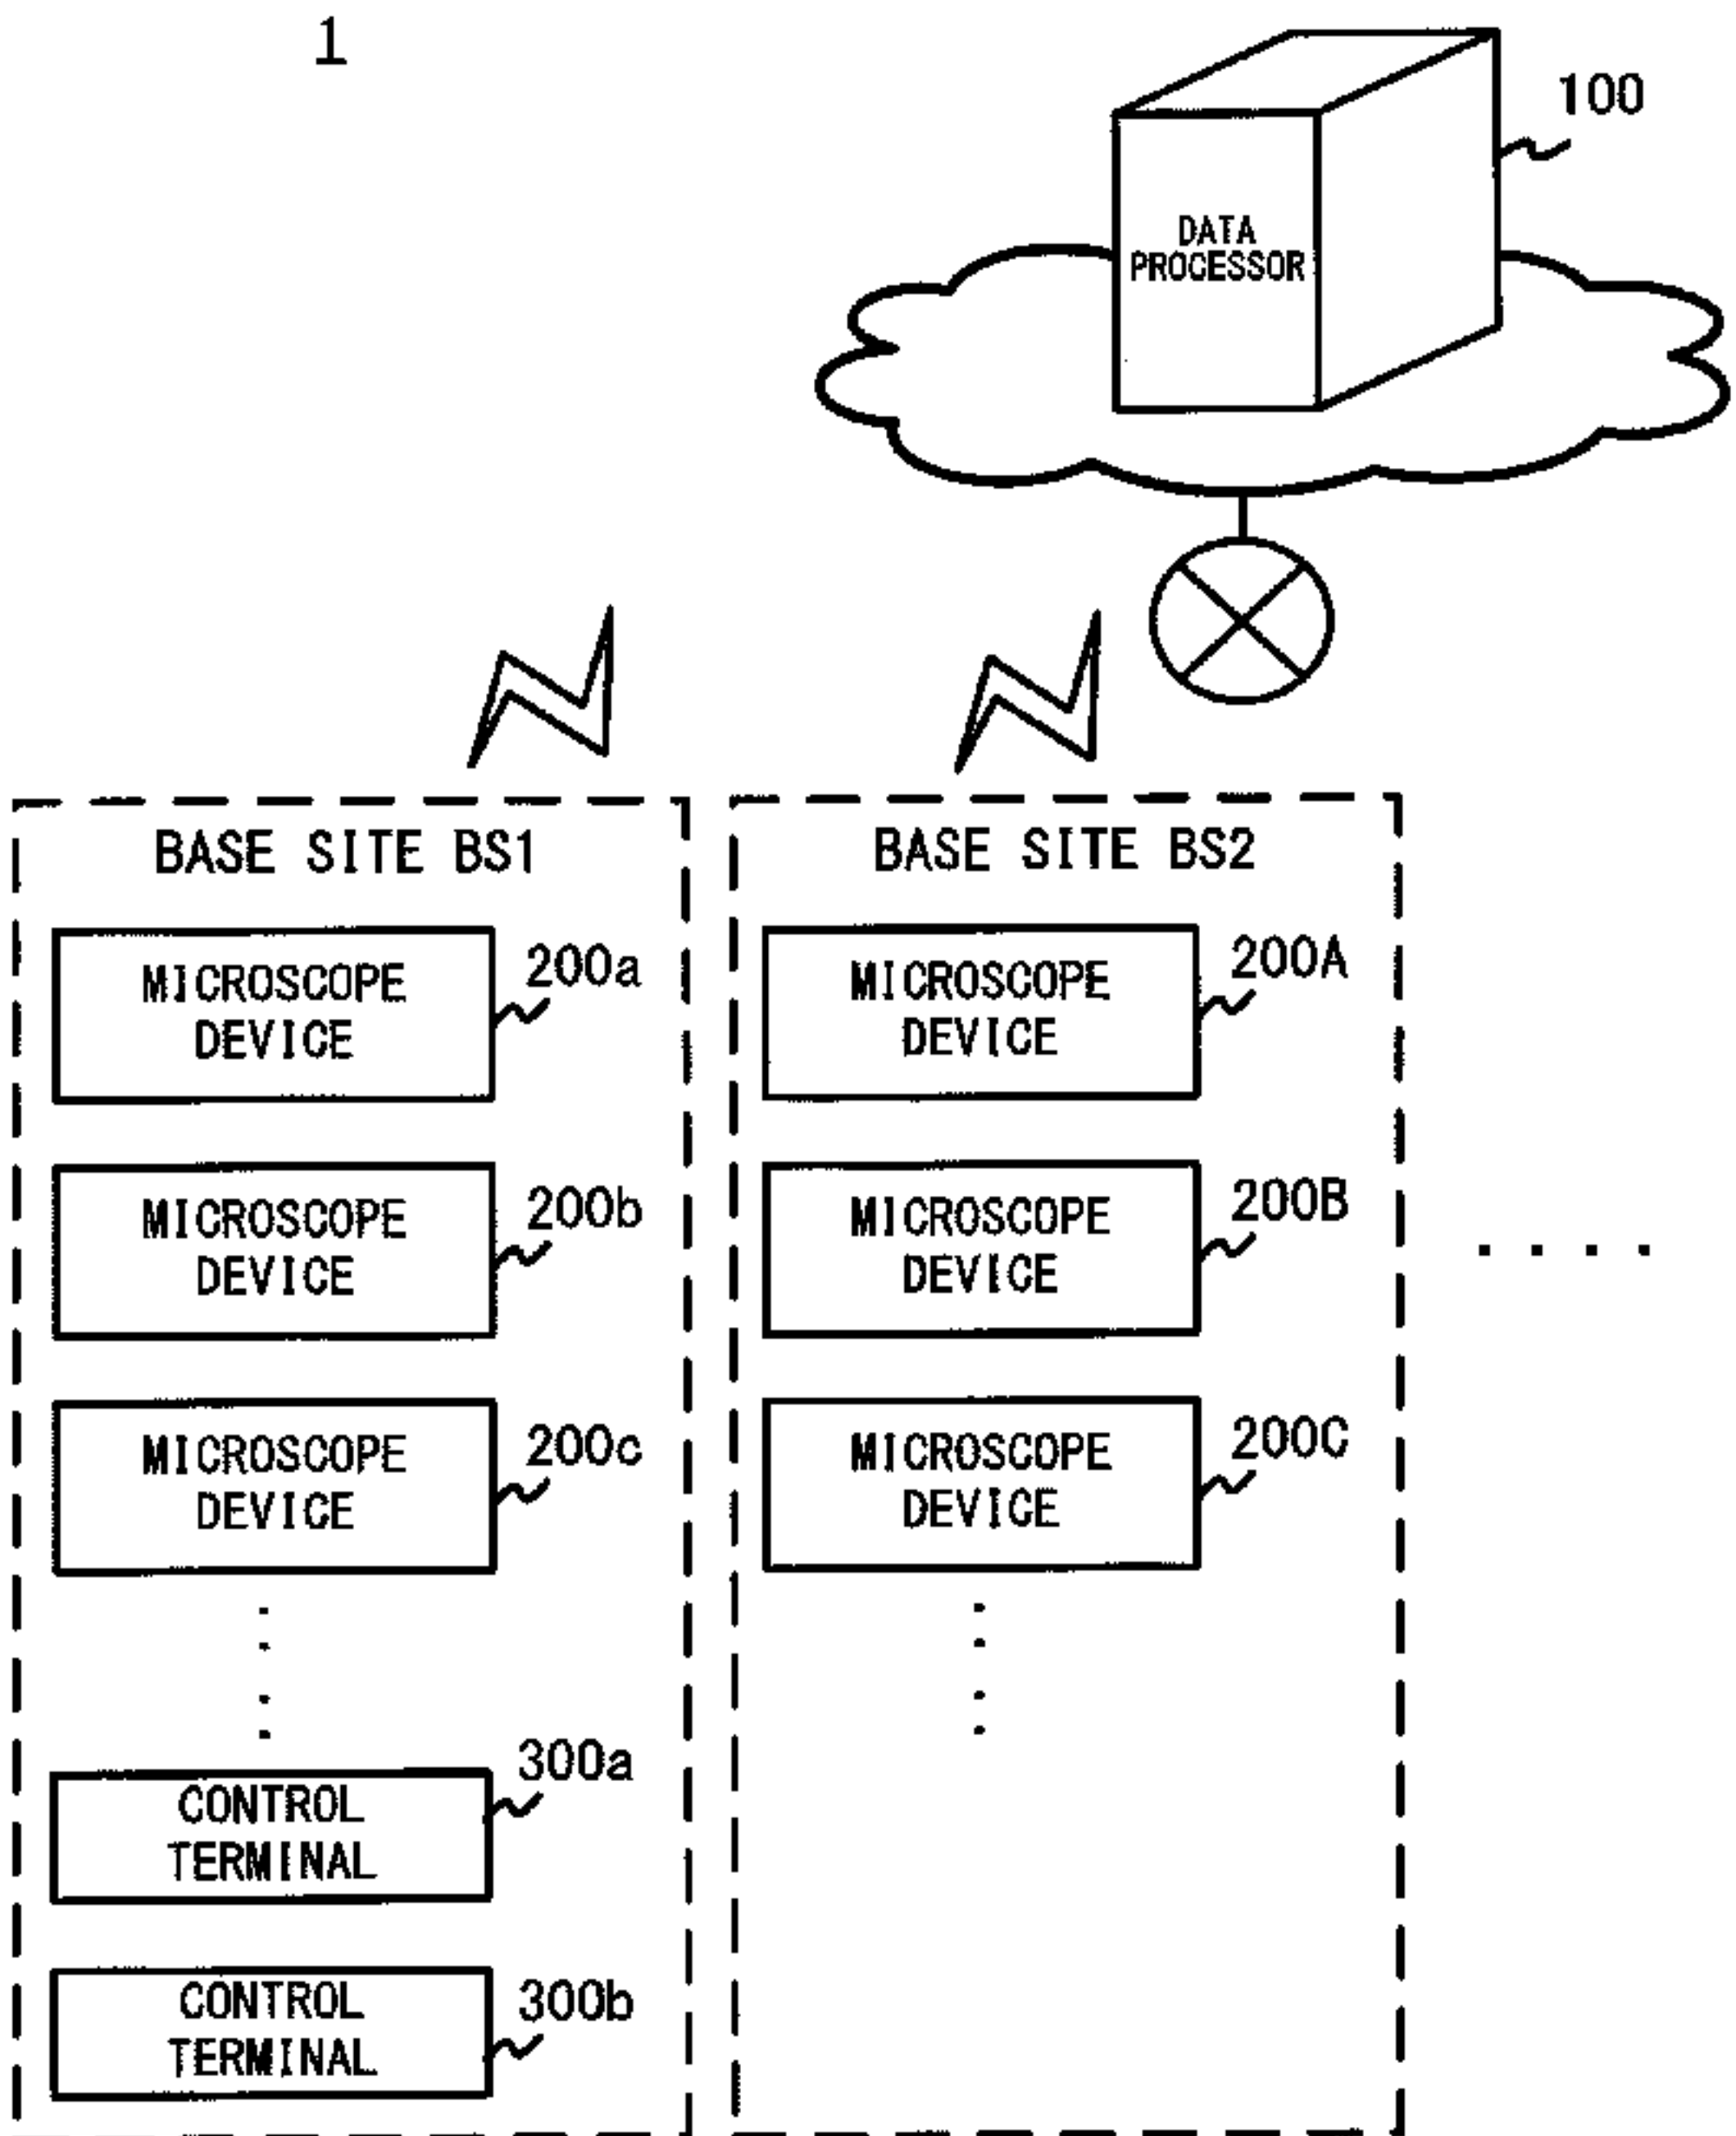 1
100
DATA
PROCESSOR
BASE SITE BS1
MICROSCOPE
DEVICE
200a
MICROSCOPE
DEVICE
200b
MICROSCOPE
DEVICE
200c
CONTROL
TERMINAL
300a
CONTROL
TERMINAL
300b
BASE SITE BS2
MICROSCOPE
DEVICE
200A
MICROSCOPE
DEVICE
200B
MICROSCOPE
DEVICE
200C